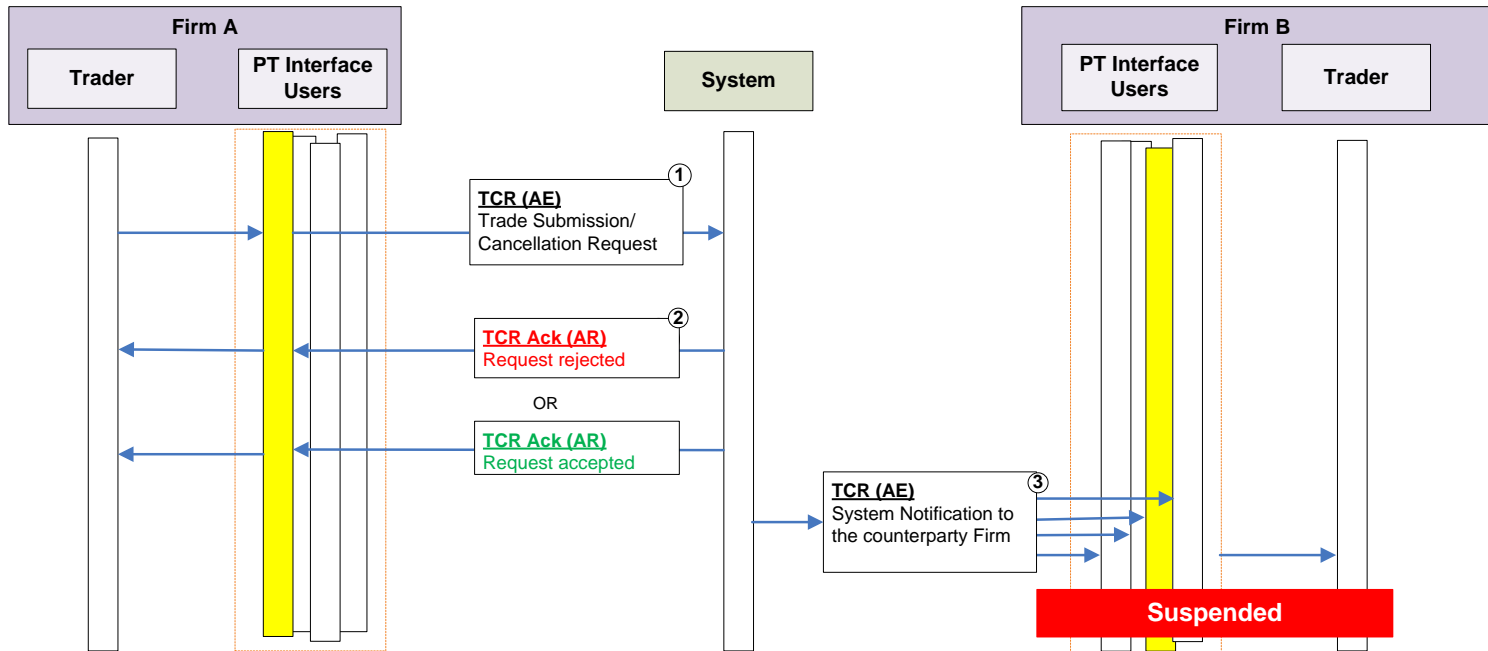 Firm A
Trader
PT Interface
Users
System
Firm B
PT Interface
Users
Trader
1
TCR (AE)
Trade Submission/
Cancellation Request
2
TCR Ack (AR)
Request rejected
OR
TCR Ack (AR)
Request accepted
3
TCR (AE)
System Notification to
the counterparty Firm
Suspended